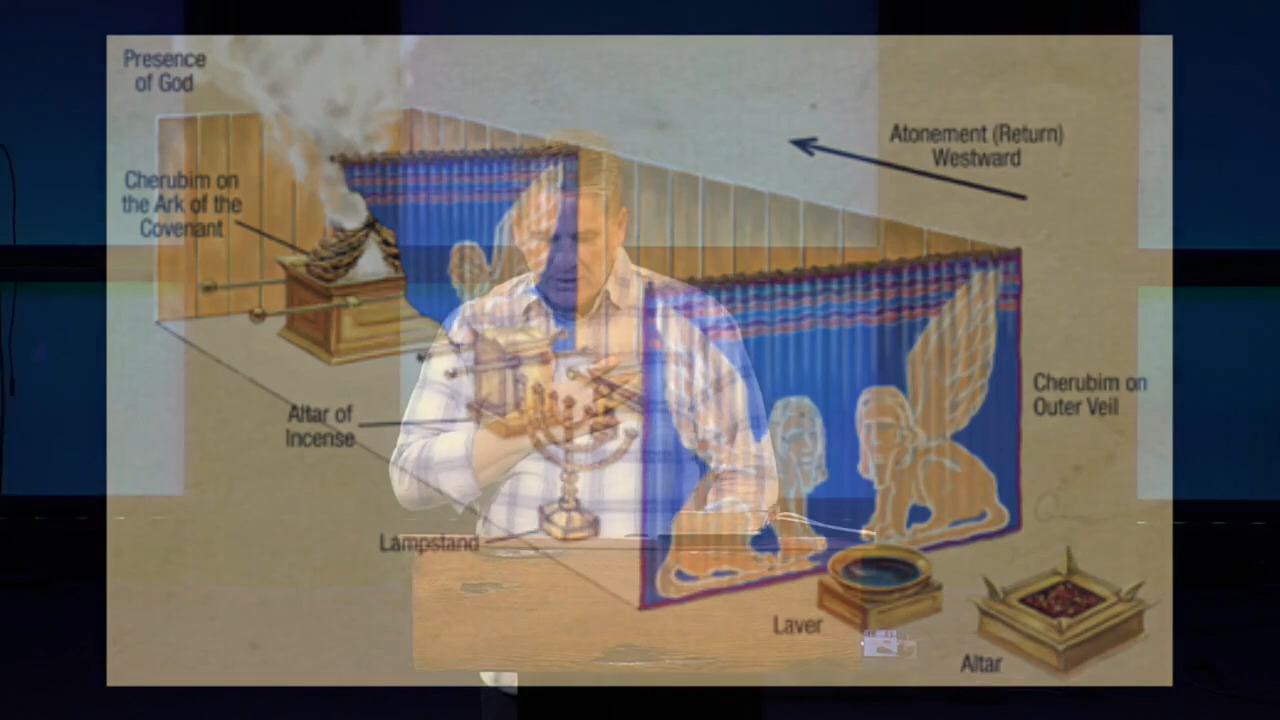 Presence
of God
Atonement (Return)
Westward
Cherubim on
the Ark of the
Covenant
Cherubim on
Outer Veil
Altar of
Incense
Lampstand
Laver
Altar